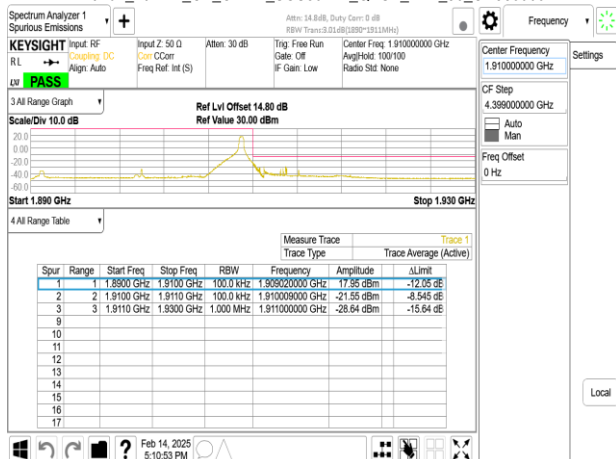 Spectrum Analyzer 1
Spurious Emissions
▼
+
Attn: 14.8dB, Duty Corr: 0 dB
RBW Trans:3.01dB(1890~1911MHz)
Frequency ▼
KEYSIGHT Input: RF Input Z: 50 Ω Atten: 30 dB Trig: Free Run Center Freq: 1.910000000 GHz
RL Coupling: DC Corr CCorr Gate: Off Avg|Hold: 100/100
Align: Auto Freq Ref: Int (S) IF Gain: Low Radio Std: None
LXI PASS
Center Frequency
1.910000000 GHz
Settings
CF Step
4.399000000 GHz
Auto
Man
Freq Offset
0 Hz
3 All Range Graph ▼
Ref Lvl Offset 14.80 dB
Scale/Div 10.0 dB Ref Value 30.00 dBm
20.0
0.00
-20.0
-40.0
-60.0
Start 1.890 GHz Stop 1.930 GHz
4 All Range Table ▼
Measure Trace Trace 1
Trace Type Trace Average (Active)
Spur Range Start Freq Stop Freq RBW Frequency Amplitude ΔLimit
1 1 1.8900 GHz 1.9100 GHz 100.0 kHz 1.909020000 GHz 17.95 dBm -12.05 dB
2 2 1.9100 GHz 1.9110 GHz 100.0 kHz 1.910009000 GHz -21.55 dBm -8.545 dB
3 3 1.9110 GHz 1.9300 GHz 1.000 MHz 1.911000000 GHz -28.64 dBm -15.64 dB
9
10
11
12
13
14
15
16
17
Local
? Feb 14, 2025
5:10:53 PM